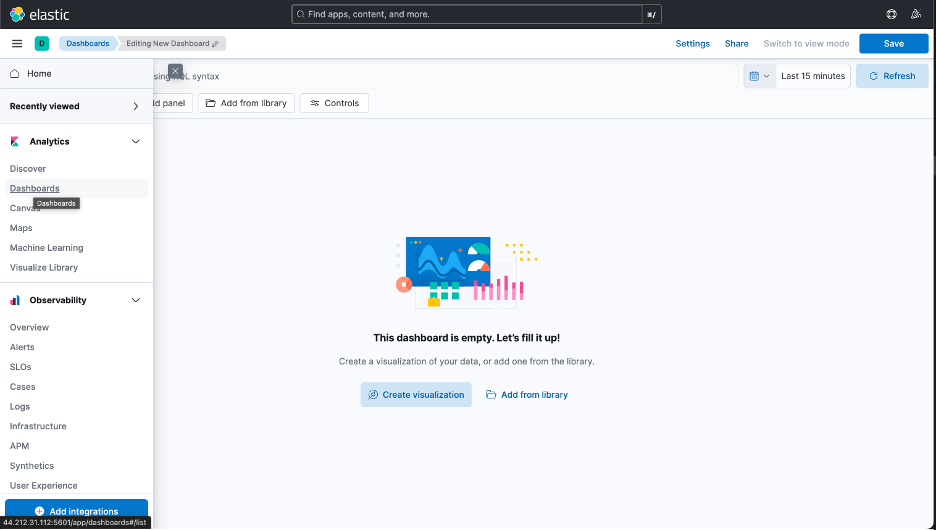 elastic
Find apps, content, and more.
⌘/
D
Dashboards
Editing New Dashboard
Settings
Share
Switch to view mode
Save
Home
sing KQL syntax
Last 15 minutes
Refresh
Recently viewed
dd panel
Add from library
Controls
Analytics
Discover
Dashboards
Dashboards
Canvas
Maps
Machine Learning
Visualize Library
Observability
Overview
Alerts
SLOs
Cases
Logs
Infrastructure
APM
Synthetics
User Experience
Add integrations
44.212.31.112:5601/app/dashboards#/list
This dashboard is empty. Let's fill it up!
Create a visualization of your data, or add one from the library.
Create visualization
Add from library